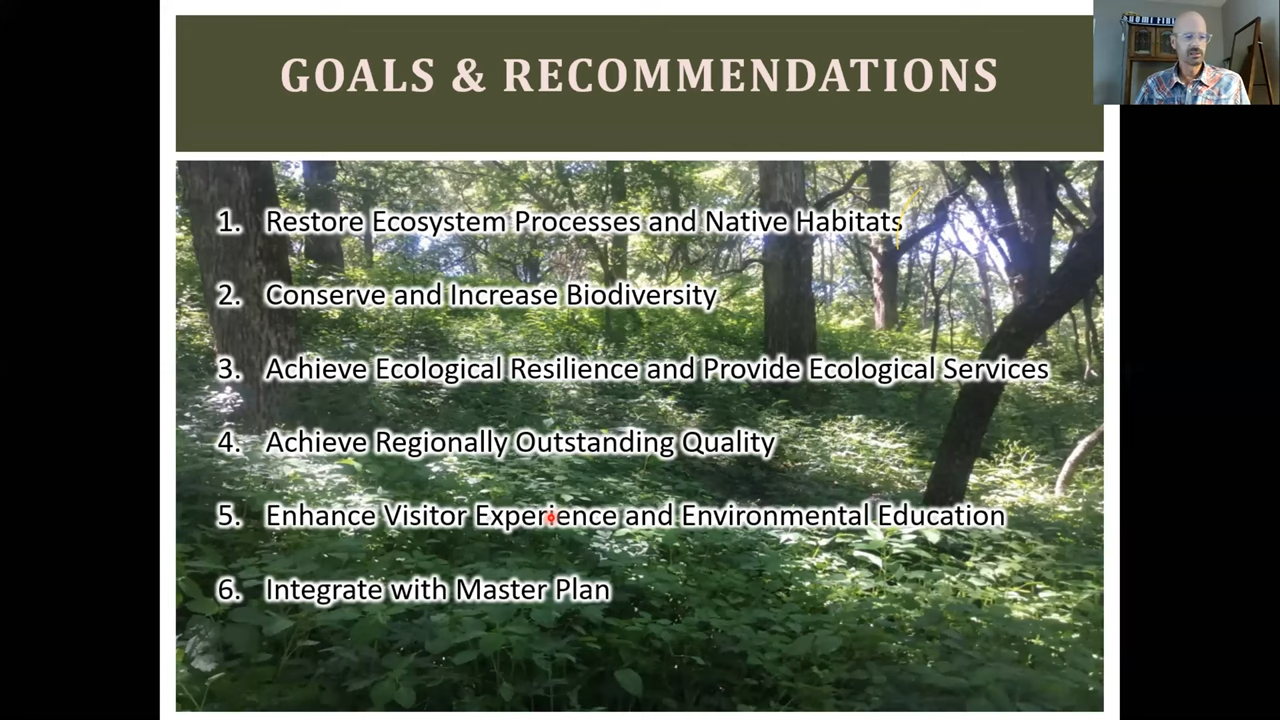 GOALS & RECOMMENDATIONS
1. Restore Ecosystem Processes and Native Habitats
2. Conserve and Increase Biodiversity
3. Achieve Ecological Resilience and Provide Ecological Services
4. Achieve Regionally Outstanding Quality
5. Enhance Visitor Experience and Environmental Education
6. Integrate with Master Plan